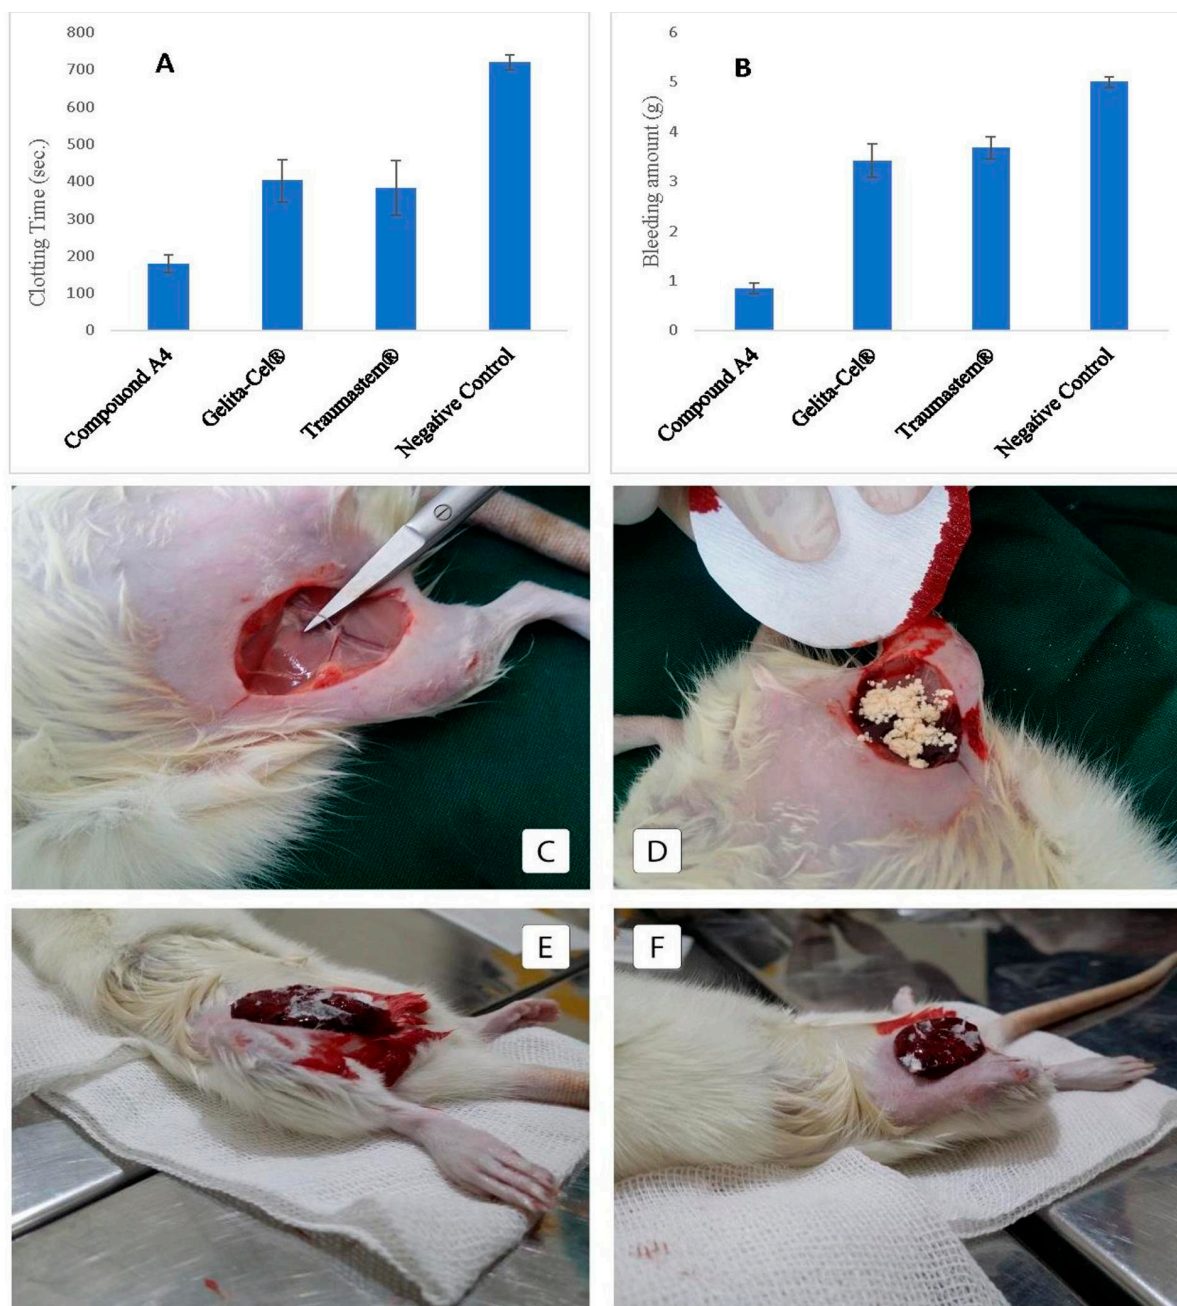 A
Clotting Time (sec.)
800
700
600
500
400
300
200
100
0
Compouond A4
Gelita-Cel®
Traumastem®
Negative Control
B
Bleeding amount (g)
6
5
4
3
2
1
0
Compound A4
Gelita-Cel®
Traumastem®
Negative Control
C
D
E
F